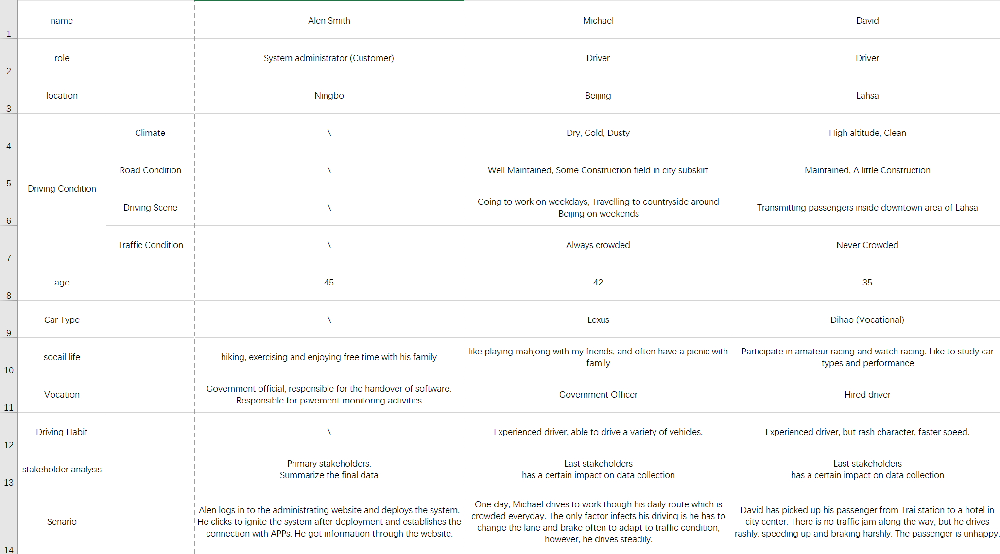 1 name Alen Smith Michael David
2 role System administrator (Customer) Driver Driver
3 location Ningbo Beijing Lahsa
Driving Condition
4 Climate \ Dry, Cold, Dusty High altitude, Clean
5 Road Condition \ Well Maintained, Some Construction field in city subskirt Maintained, A little Construction
6 Driving Scene \ Going to work on weekdays, Travelling to countryside around
Beijing on weekends
Transmitting passengers inside downtown area of Lahsa
7 Traffic Condition \ Always crowded Never Crowded
8 age 45 42 35
9 Car Type \ Lexus Dihao (Vocational)
10 socail life hiking, exercising and enjoying free time with his family
like playing mahjong with my friends, and often have a picnic with
family
Participate in amateur racing and watch racing. Like to study car
types and performance
11 Vocation
Government official, responsible for the handover of software.
Responsible for pavement monitoring activities
Government Officer
Hired driver
12 Driving Habit \ Experienced driver, able to drive a variety of vehicles. Experienced driver, but rash character, faster speed.
13 stakeholder analysis
Primary stakeholders.
Summarize the final data
Last stakeholders
has a certain impact on data collection
Last stakeholders
has a certain impact on data collection
14 Senario
Alen logs in to the administrating website and deploys the system.
He clicks to ignite the system after deployment and establishes the
connection with APPs. He got information through the website.
One day, Michael drives to work though his daily route which is
crowded everyday. The only factor infects his driving is he has to
change the lane and brake often to adapt to traffic condition,
however, he drives steadily.
David has picked up his passenger from Trai station to a hotel in
city center. There is no traffic jam along the way, but he drives
rashly, speeding up and braking harshly. The passenger is unhappy.